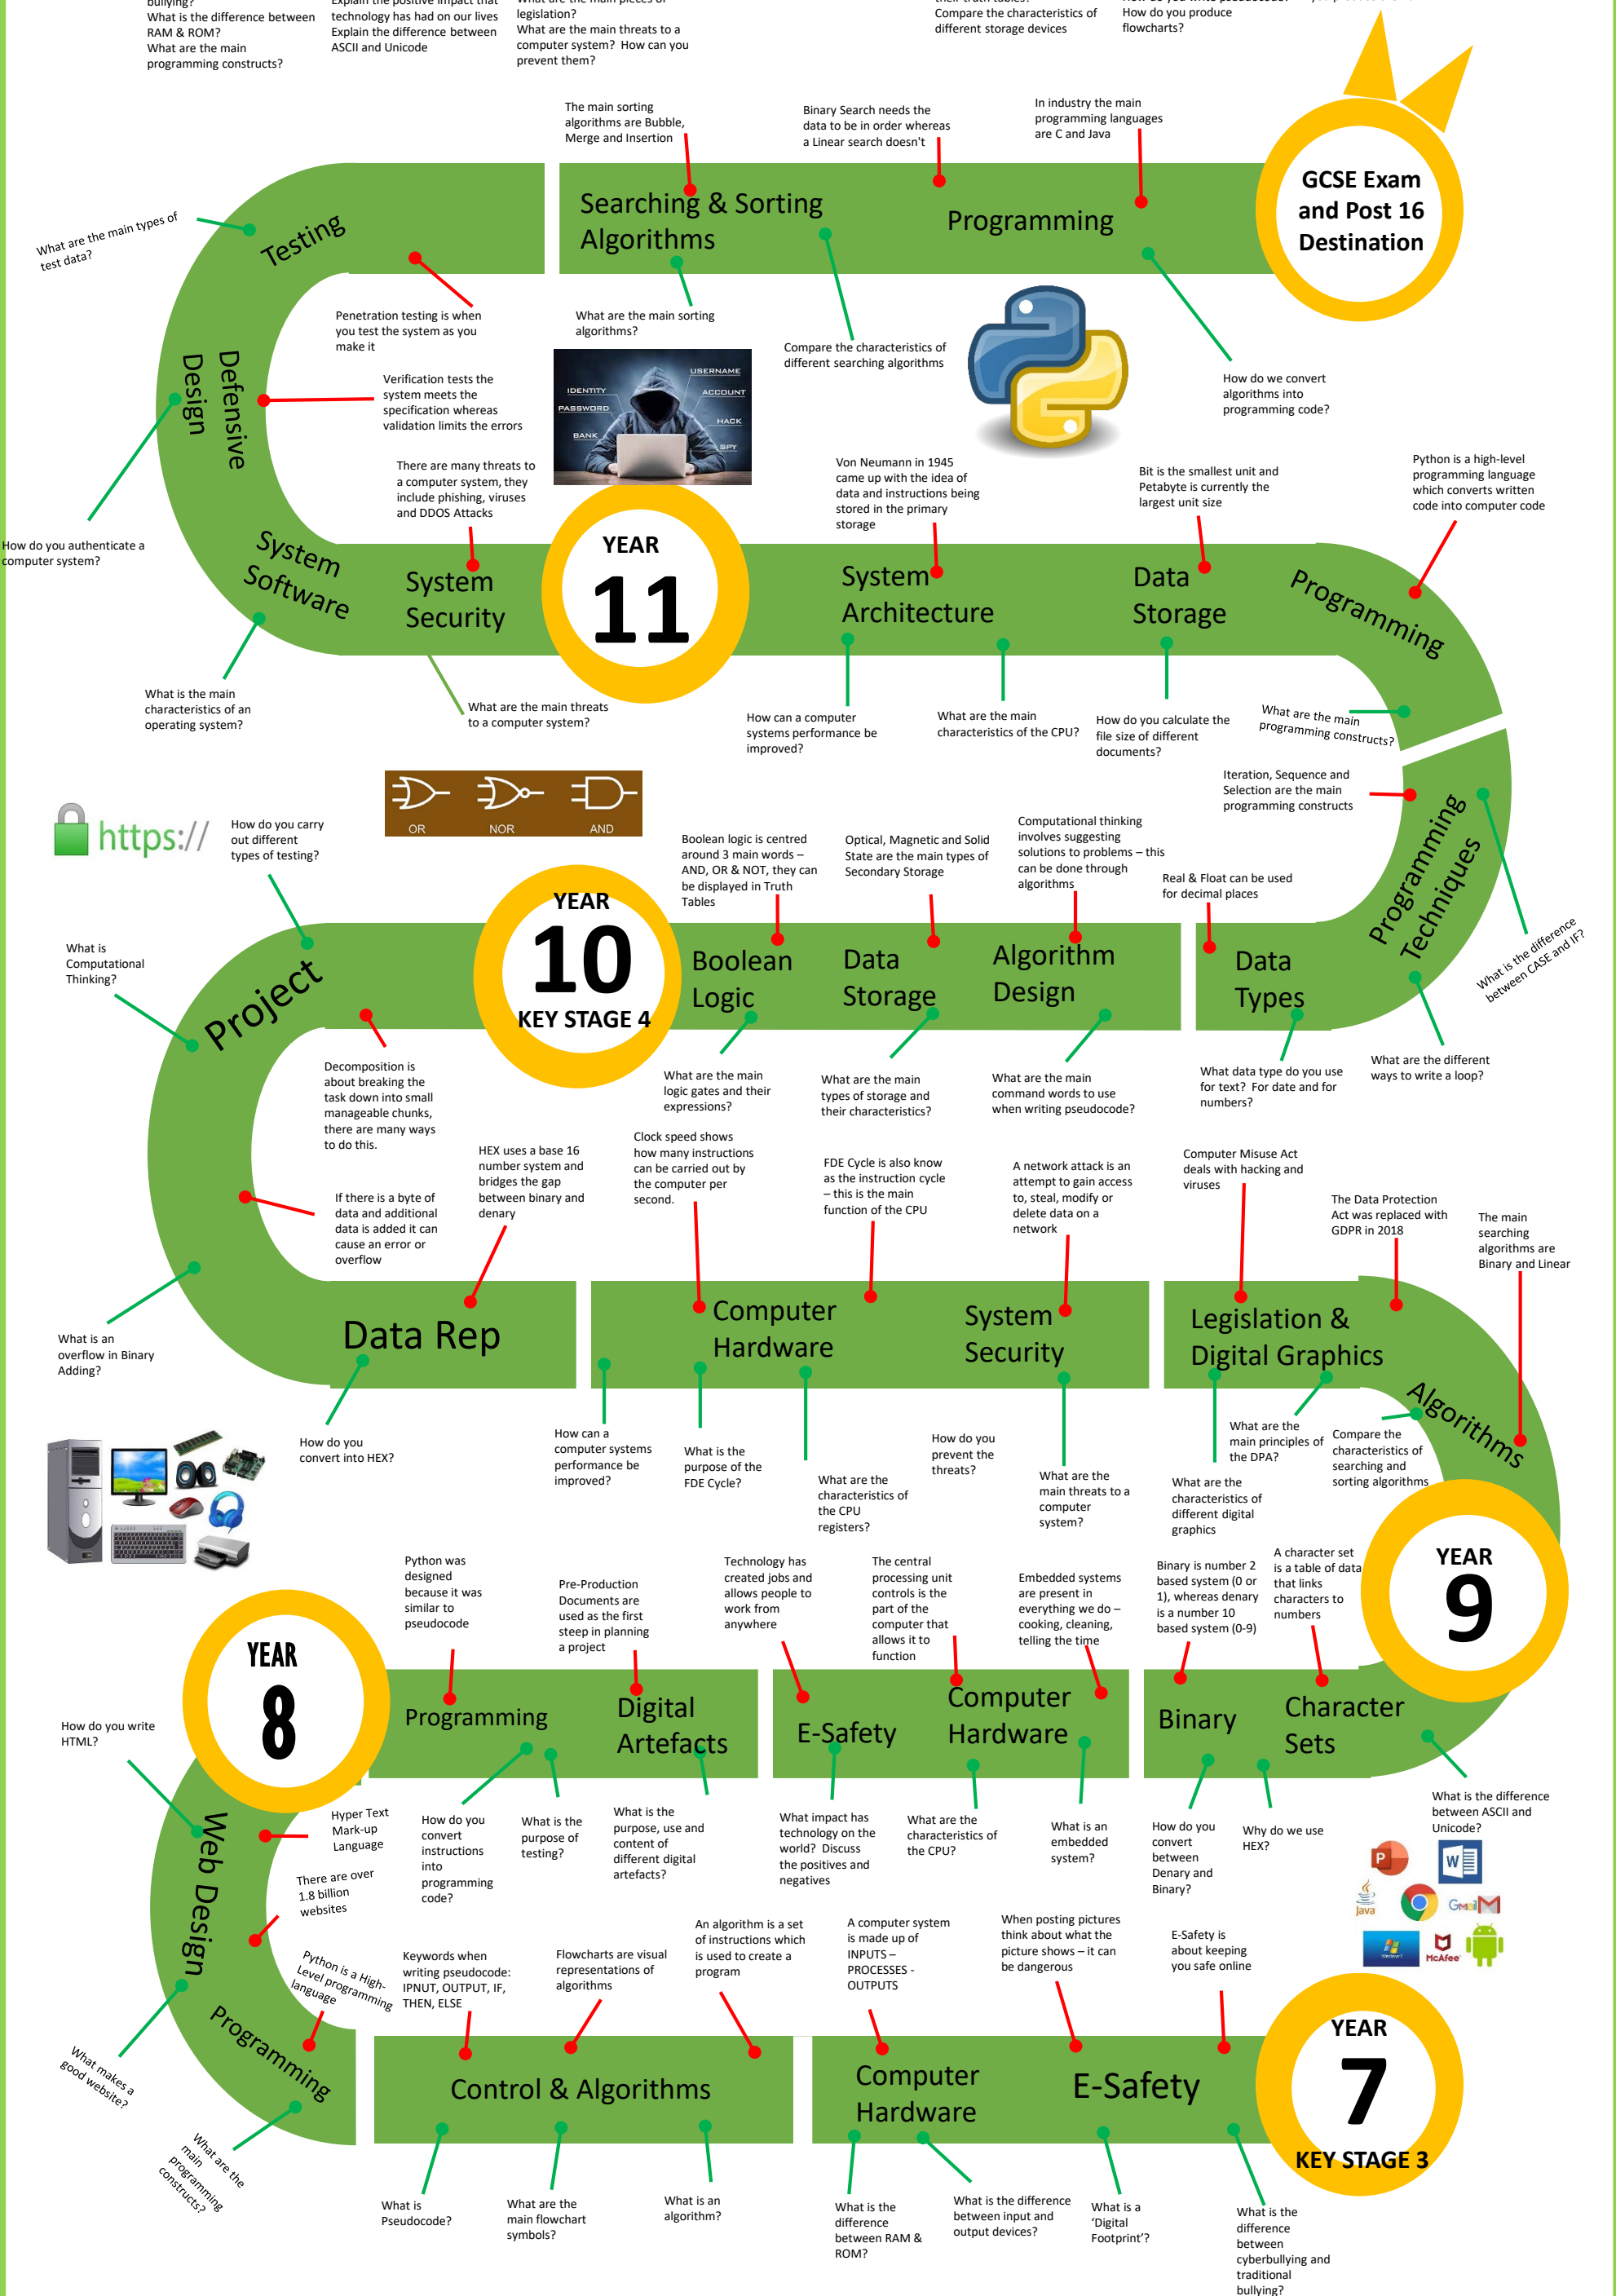 bullying?
What is the difference between
RAM & ROM?
What are the main
programming constructs?
technology has had on our lives
Explain the difference between
ASCII and Unicode
legislation?
What are the main threats to a
computer system? How can you
prevent them?
Compare the characteristics of
different storage devices
How do you produce
flowcharts?
The main sorting
algorithms are Bubble,
Merge and Insertion
Binary Search needs the
data to be in order whereas
a Linear search doesn't
In industry the main
programming languages
are C and Java
GCSE Exam
and Post 16
Destination
Searching & Sorting
Algorithms
Programming
Testing
What are the main types of
test data?
Penetration testing is when
you test the system as you
make it
What are the main sorting
algorithms?
Compare the characteristics of
different searching algorithms
How do we convert
algorithms into
programming code?
Defensive
Design
Verification tests the
system meets the
specification whereas
validation limits the errors
USERNAME
IDENTITY
ACCOUNT
PASSWORD
HACK
BANK
SPY
There are many threats to
a computer system, they
include phishing, viruses
and DDOS Attacks
Von Neumann in 1945
came up with the idea of
data and instructions being
stored in the primary
storage
Bit is the smallest unit and
Petabyte is currently the
largest unit size
Python is a high-level
programming language
which converts written
code into computer code
How do you authenticate a
computer system?
System
Software
System
Security
YEAR
11
System
Architecture
Data
Storage
Programming
What is the main
characteristics of an
operating system?
What are the main threats
to a computer system?
How can a computer
systems performance be
improved?
What are the main
characteristics of the CPU?
How do you calculate the
file size of different
documents?
What are the main
programming constructs?
Iteration, Sequence and
Selection are the main
programming constructs
Programming
Techniques
https://
How do you carry
out different
types of testing?
OR
NOR
AND
Boolean logic is centred
around 3 main words –
AND, OR & NOT, they can
be displayed in Truth
Tables
Optical, Magnetic and Solid
State are the main types of
Secondary Storage
Computational thinking
involves suggesting
solutions to problems – this
can be done through
algorithms
Real & Float can be used
for decimal places
What is the difference
between CASE and IF?
What is
Computational
Thinking?
Project
YEAR
10
KEY STAGE 4
Boolean
Logic
Data
Storage
Algorithm
Design
Data
Types
Decomposition is
about breaking the
task down into small
manageable chunks,
there are many ways
to do this.
What are the main
logic gates and their
expressions?
What are the main
types of storage and
their characteristics?
What are the main
command words to use
when writing pseudocode?
What data type do you use
for text? For date and for
numbers?
What are the different
ways to write a loop?
If there is a byte of
data and additional
data is added it can
cause an error or
overflow
HEX uses a base 16
number system and
bridges the gap
between binary and
denary
Clock speed shows
how many instructions
can be carried out by
the computer per
second.
FDE Cycle is also know
as the instruction cycle
– this is the main
function of the CPU
A network attack is an
attempt to gain access
to, steal, modify or
delete data on a
network
Computer Misuse Act
deals with hacking and
viruses
The Data Protection
Act was replaced with
GDPR in 2018
The main
searching
algorithms are
Binary and Linear
What is an
overflow in Binary
Adding?
Data Rep
Computer
Hardware
System
Security
Legislation &
Digital Graphics
Algorithms
How do you
convert into HEX?
How can a
computer systems
performance be
improved?
What is the
purpose of the
FDE Cycle?
What are the
characteristics of
the CPU
registers?
How do you
prevent the
threats?
What are the
main threats to a
computer
system?
What are the
characteristics of
different digital
graphics
What are the
main principles of
the DPA?
Compare the
characteristics of
searching and
sorting algorithms
YEAR
9
Python was
designed
because it was
similar to
pseudocode
Pre-Production
Documents are
used as the first
steep in planning
a project
Technology has
created jobs and
allows people to
work from
anywhere
The central
processing unit
controls is the
part of the
computer that
allows it to
function
Embedded systems
are present in
everything we do –
cooking, cleaning,
telling the time
Binary is number 2
based system (0 or
1), whereas denary
is a number 10
based system (0-9)
A character set
is a table of data
that links
characters to
numbers
YEAR
8
Programming
Digital
Artefacts
E-Safety
Computer
Hardware
Binary
Character
Sets
How do you write
HTML?
Hyper Text
Mark-up
Language
How do you
convert
instructions
into
programming
code?
What is the
purpose of
testing?
What is the
purpose, use and
content of
different digital
artefacts?
What impact has
technology on the
world? Discuss
the positives and
negatives
What are the
characteristics of
the CPU?
What is an
embedded
system?
How do you
convert
between
Denary and
Binary?
Why do we use
HEX?
What is the difference
between ASCII and
Unicode?
P
W
Java
Gmail
McAfee
Web Design
There are over
1.8 billion
websites
Python is a High-
Level programming
language
Keywords when
writing pseudocode:
IPNUT, OUTPUT, IF,
THEN, ELSE
Flowcharts are visual
representations of
algorithms
An algorithm is a set
of instructions which
is used to create a
program
A computer system
is made up of
INPUTS –
PROCESSES -
OUTPUTS
When posting pictures
think about what the
picture shows – it can
be dangerous
E-Safety is
about keeping
you safe online
What makes a
good website?
Programming
Control & Algorithms
Computer
Hardware
E-Safety
YEAR
7
KEY STAGE 3
What are the
main
programming
constructs?
What is
Pseudocode?
What are the
main flowchart
symbols?
What is an
algorithm?
What is the
difference
between RAM &
ROM?
What is the difference
between input and
output devices?
What is a
‘Digital
Footprint’?
What is the
difference
between
cyberbullying and
traditional
bullying?